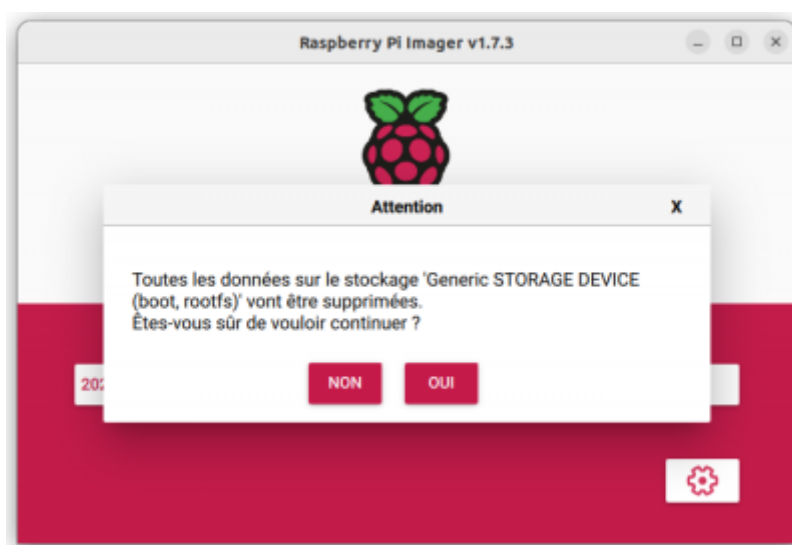 Raspberry Pi Imager v1.7.3
Attention
X
Toutes les données sur le stockage 'Generic STORAGE DEVICE
(boot, rootfs)' vont être supprimées.
Êtes-vous sûr de vouloir continuer ?
NON OUI